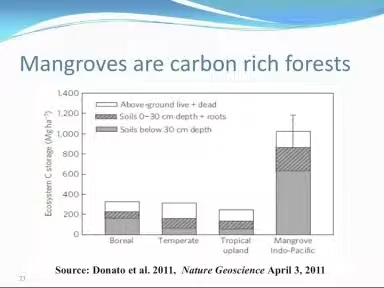 Mangroves are carbon rich forests
1,400
1,200
1,000
800
600
400
200
0
Ecosystem C storage (Mg ha⁻¹)
Above-ground live + dead
Soils 0–30 cm depth + roots
Soils below 30 cm depth
Boreal
Temperate
Tropical
upland
Mangrove
Indo-Pacific
Source: Donato et al. 2011, Nature Geoscience April 3, 2011